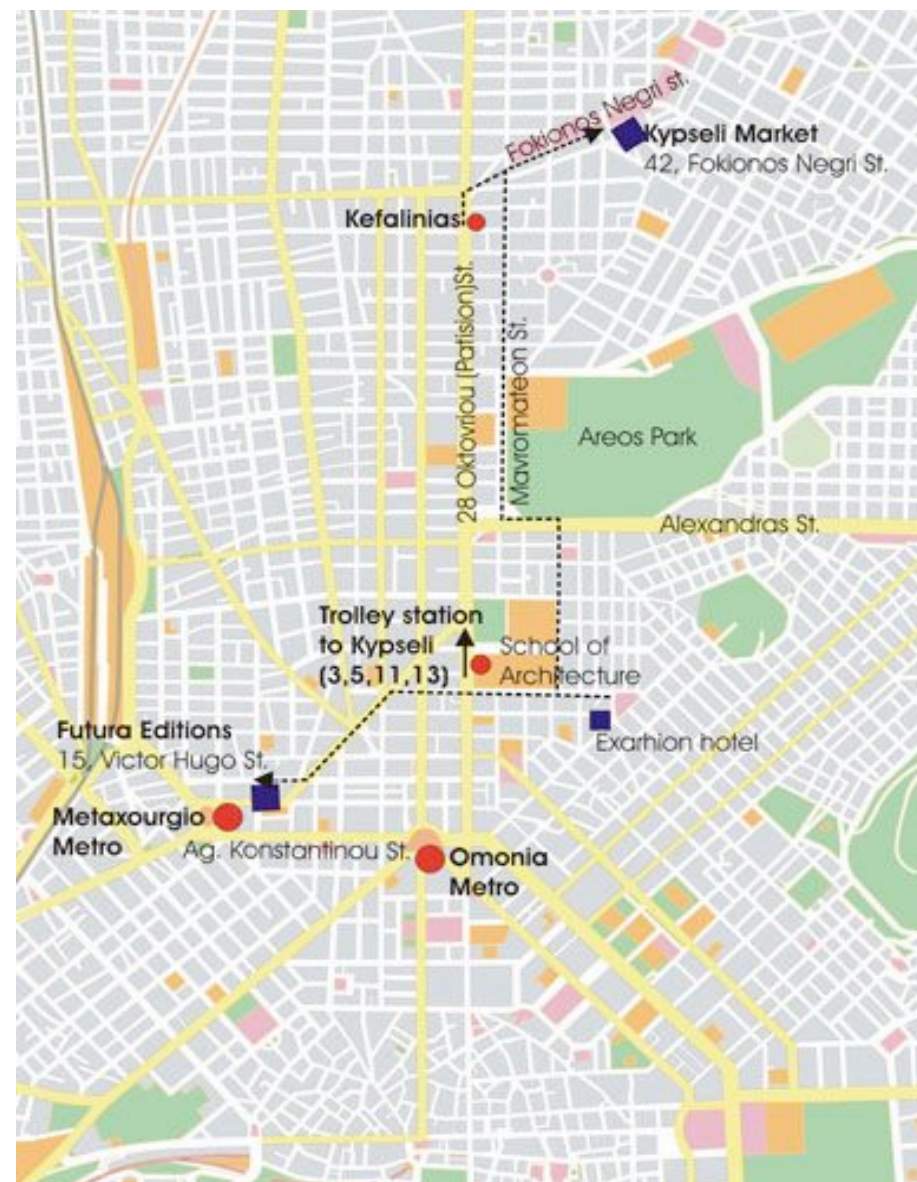 Fokionos Negri st.
Kypseli Market
42, Fokionos Negri St.
Kefalinias
28 Oktovriou (Patision)St.
Mavromateon St.
Areos Park
Alexandras St.
Trolley station
to Kypseli
(3,5,11,13)
School of
Architecture
Futura Editions
15, Victor Hugo St.
Exarhion hotel
Metaxourgio
Metro
Ag. Konstantinou St.
Omonia
Metro